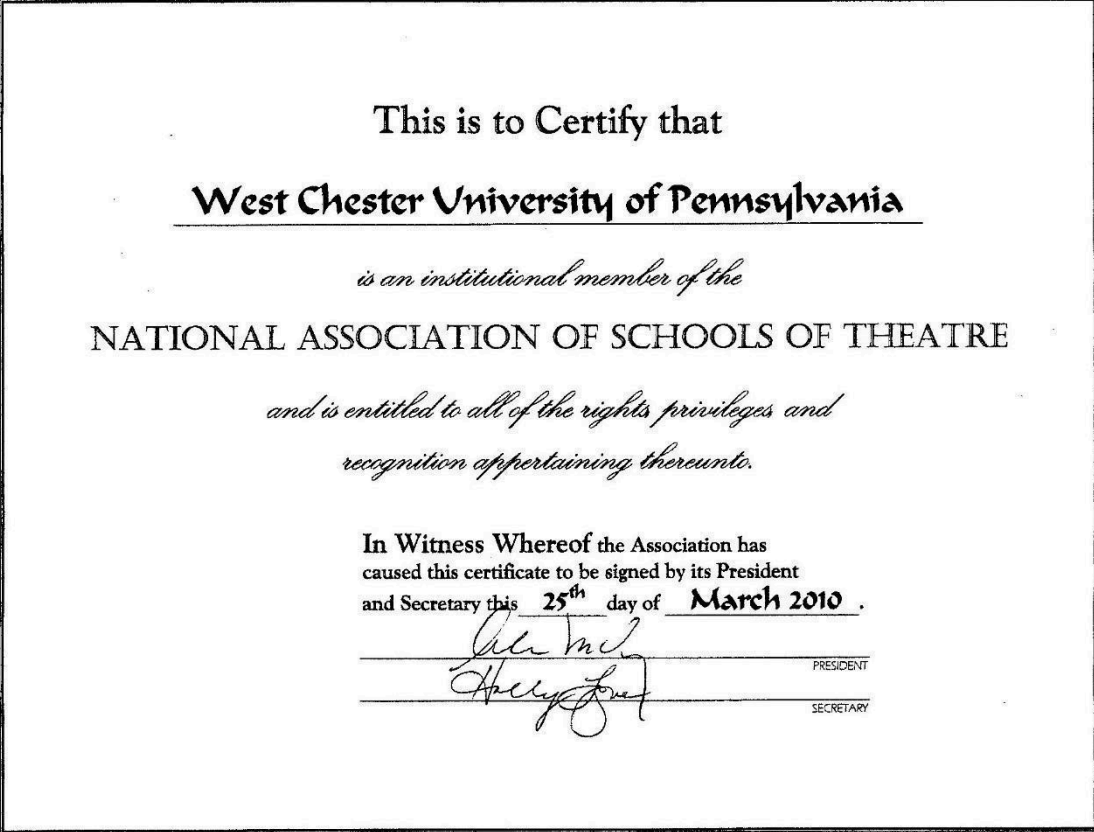 This is to Certify that
West Chester University of Pennsylvania
is an institutional member of the
NATIONAL ASSOCIATION OF SCHOOLS OF THEATRE
and is entitled to all of the rights, privileges, and
recognition appertaining thereunto.
In Witness Whereof the Association has
caused this certificate to be signed by its President
and Secretary this 25th day of March 2010 .
PRESIDENT
Holly
SECRETARY